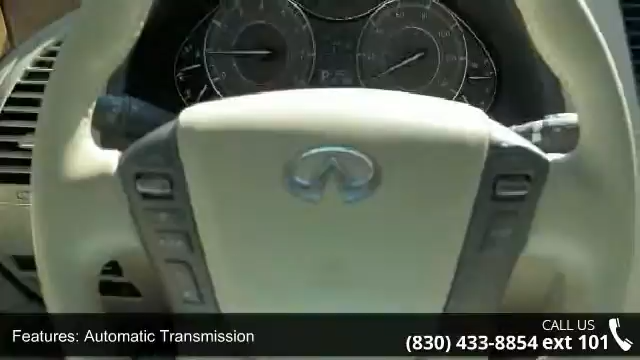 Features: Automatic Transmission
CALL US
(830) 433-8854 ext 101